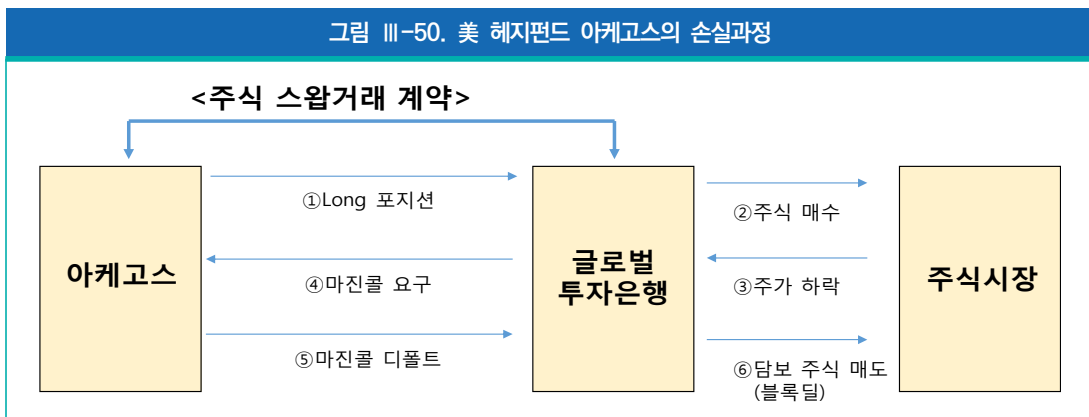 그림 Ⅲ-50. 美 헤지펀드 아케고스의 손실과정
<주식 스왑거래 계약>
아케고스
①Long 포지션
④마진콜 요구
⑤마진콜 디폴트
글로벌
투자은행
②주식 매수
③주가 하락
⑥담보 주식 매도
(블록딜)
주식시장